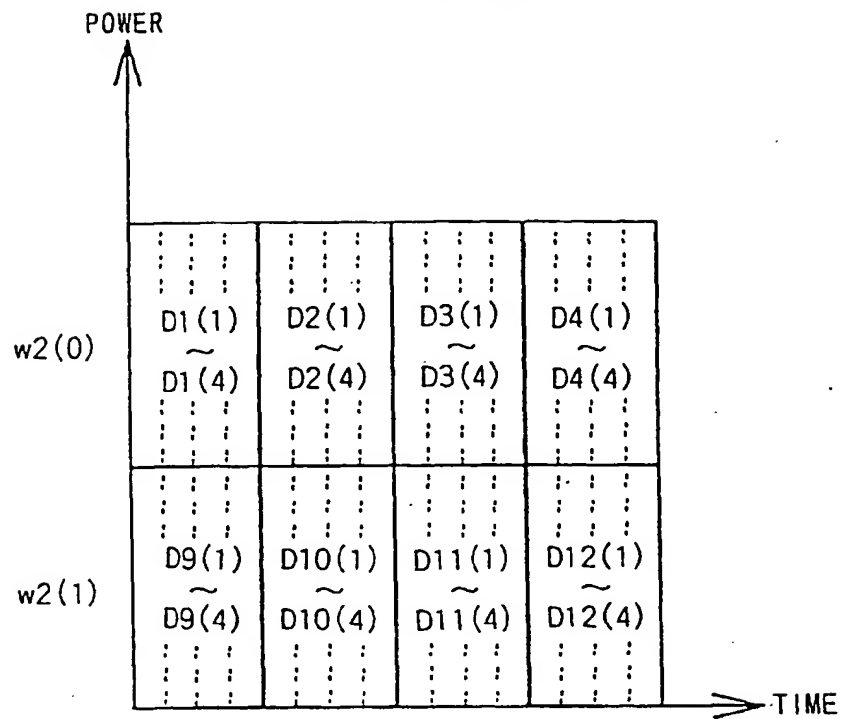 POWER
w2(0)
D1(1) D2(1) D3(1) D4(1)
~ ~ ~ ~
D1(4) D2(4) D3(4) D4(4)
w2(1)
D9(1) D10(1) D11(1) D12(1)
~ ~ ~ ~
D9(4) D10(4) D11(4) D12(4)
TIME